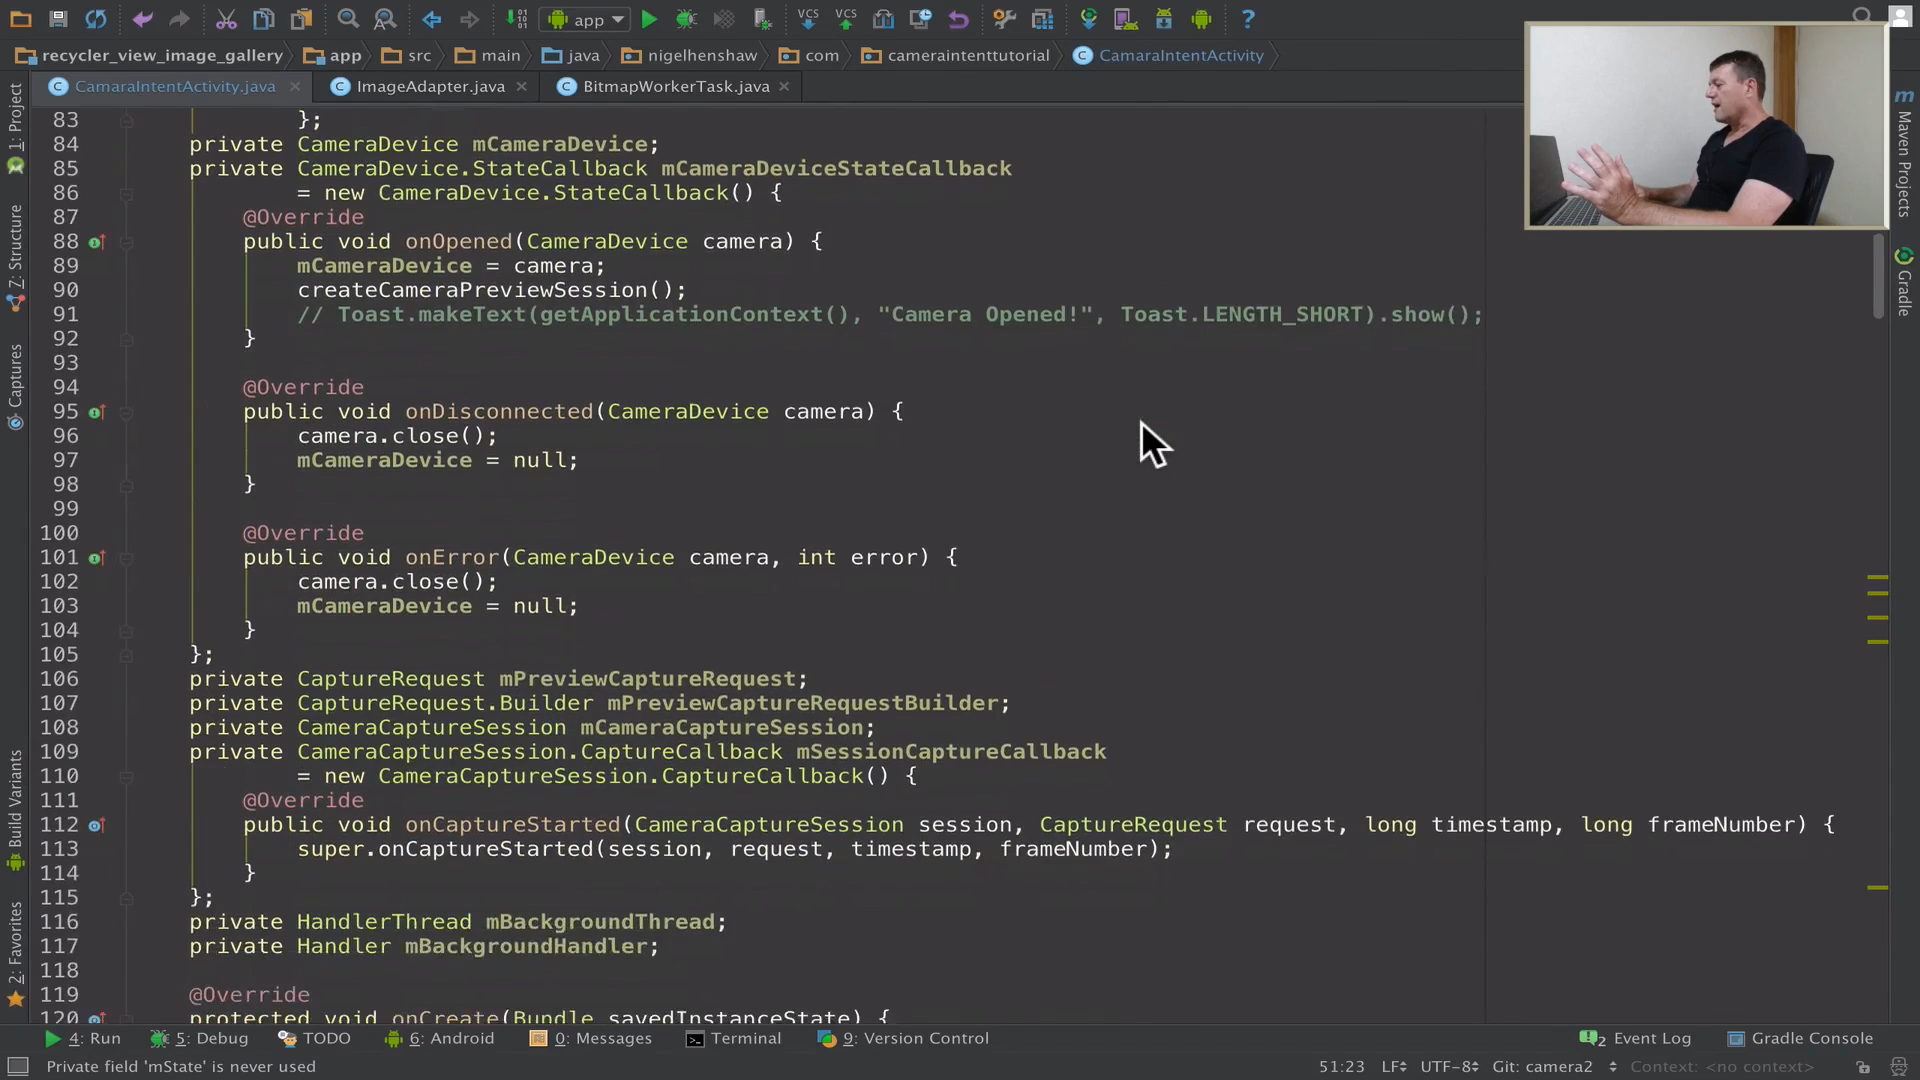 app
VCS
VCS
recycler_view_image_gallery
app
src
main
java
nigelhenshaw
com
cameraintenttutorial
CamaraIntentActivity
CamaraIntentActivity.java
ImageAdapter.java
BitmapWorkerTask.java
1: Project
7: Structure
Captures
Build Variants
2: Favorites
Maven Projects
Gradle
83 };
84 private CameraDevice mCameraDevice;
85 private CameraDevice.StateCallback mCameraDeviceStateCallback
86 = new CameraDevice.StateCallback() {
87 @Override
88 public void onOpened(CameraDevice camera) {
89 mCameraDevice = camera;
90 createCameraPreviewSession();
91 // Toast.makeText(getApplicationContext(), "Camera Opened!", Toast.LENGTH_SHORT).show();
92 }
93
94 @Override
95 public void onDisconnected(CameraDevice camera) {
96 camera.close();
97 mCameraDevice = null;
98 }
99
100 @Override
101 public void onError(CameraDevice camera, int error) {
102 camera.close();
103 mCameraDevice = null;
104 }
105 };
106 private CaptureRequest mPreviewCaptureRequest;
107 private CaptureRequest.Builder mPreviewCaptureRequestBuilder;
108 private CameraCaptureSession mCameraCaptureSession;
109 private CameraCaptureSession.CaptureCallback mSessionCaptureCallback
110 = new CameraCaptureSession.CaptureCallback() {
111 @Override
112 public void onCaptureStarted(CameraCaptureSession session, CaptureRequest request, long timestamp, long frameNumber) {
113 super.onCaptureStarted(session, request, timestamp, frameNumber);
114 }
115 };
116 private HandlerThread mBackgroundThread;
117 private Handler mBackgroundHandler;
118
119 @Override
120 protected void onCreate(Bundle savedInstanceState) {
4: Run
5: Debug
TODO
6: Android
0: Messages
Terminal
9: Version Control
2 Event Log
Gradle Console
Private field 'mState' is never used
51:23
LF
UTF-8
Git: camera2
Context: <no context>